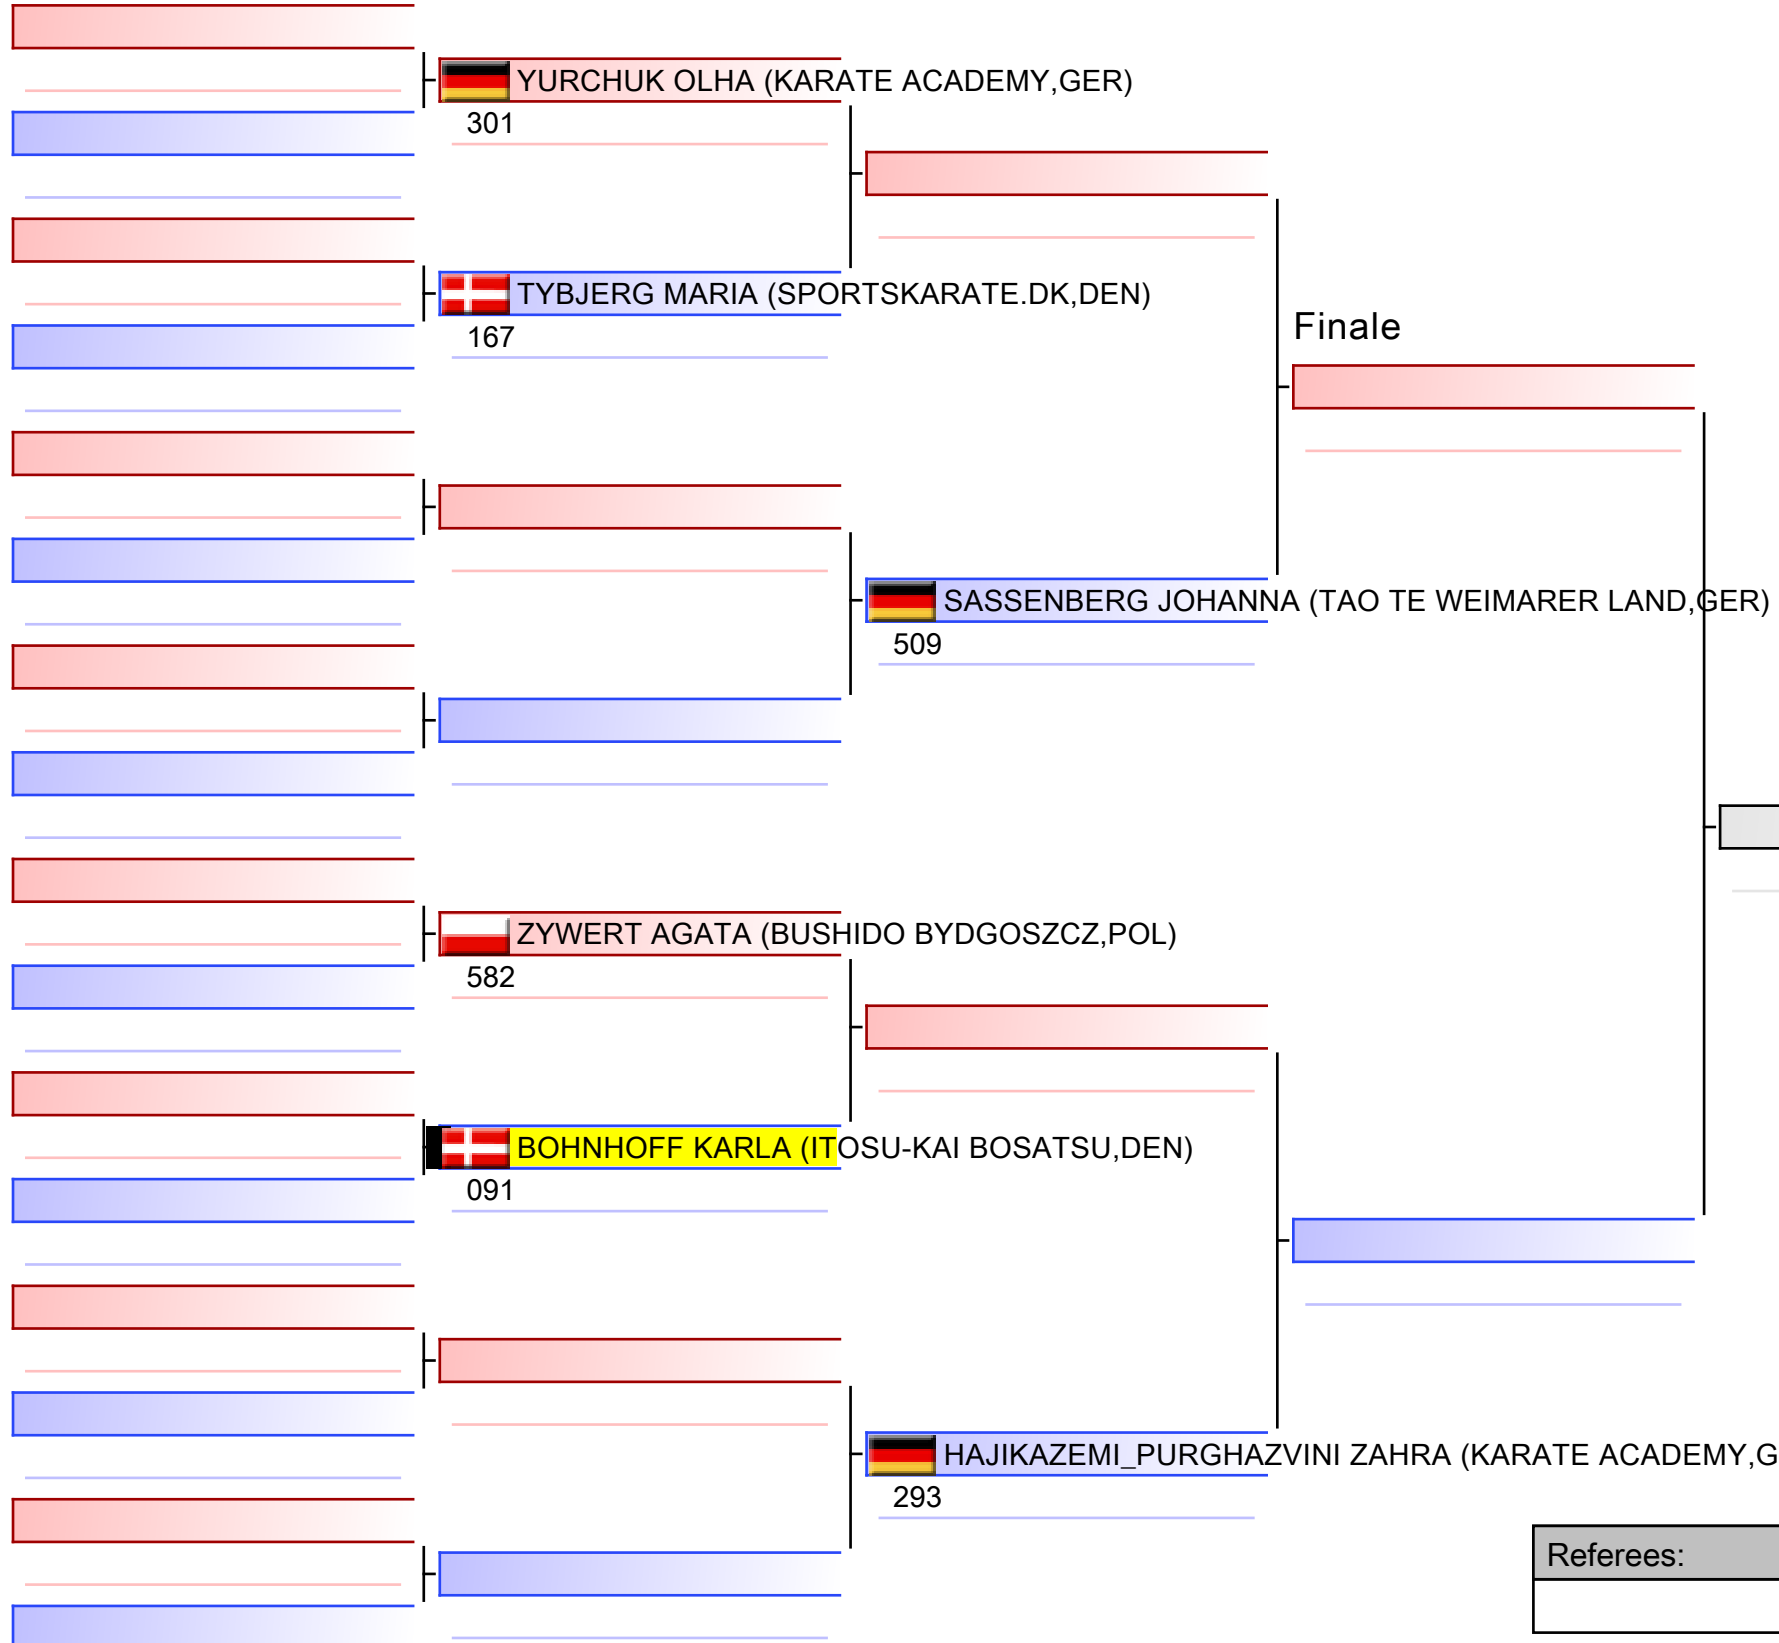 YURCHUK OLHA (KARATE ACADEMY,GER)
301
TYBJERG MARIA (SPORTSKARATE.DK,DEN)
167
Finale
SASSENBERG JOHANNA (TAO TE WEIMARER LAND,GER)
509
ZYWERT AGATA (BUSHIDO BYDGOSZCZ,POL)
582
BOHNHOFF KARLA (ITOSU-KAI BOSATSU,DEN)
091
HAJIKAZEMI_PURGHAZVINI ZAHRA (KARATE ACADEMY,G
293
Referees: